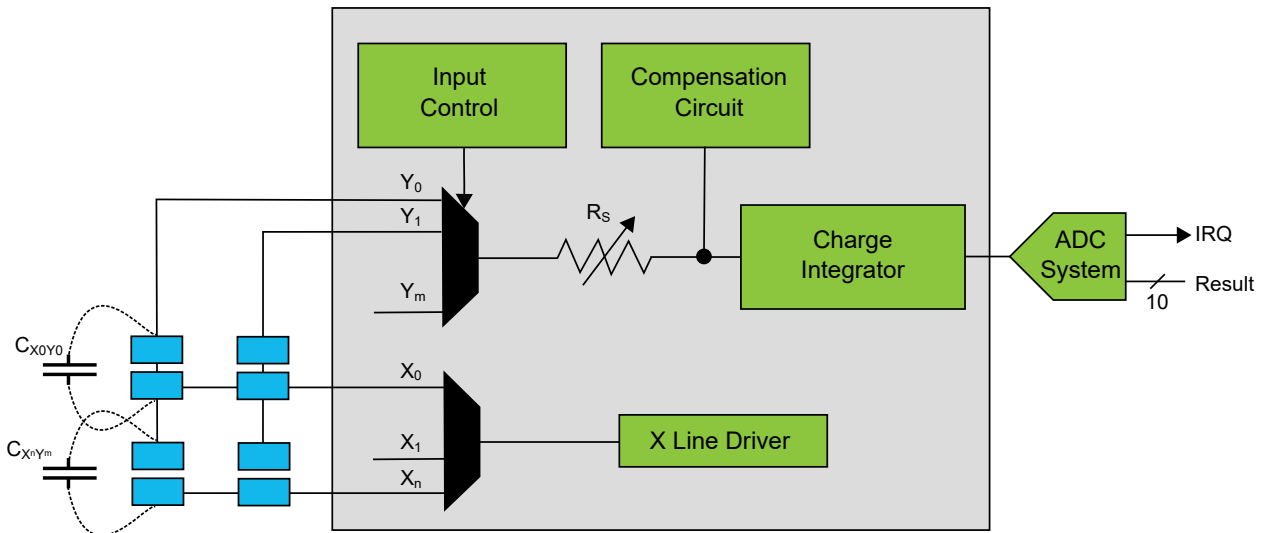 Input
Control
Compensation
Circuit
Y0
Y1
RS
Charge
Integrator
ADC
System
IRQ
Result
10
Ym
CX0Y0
X0
CXnYm
X1
Xn
X Line Driver